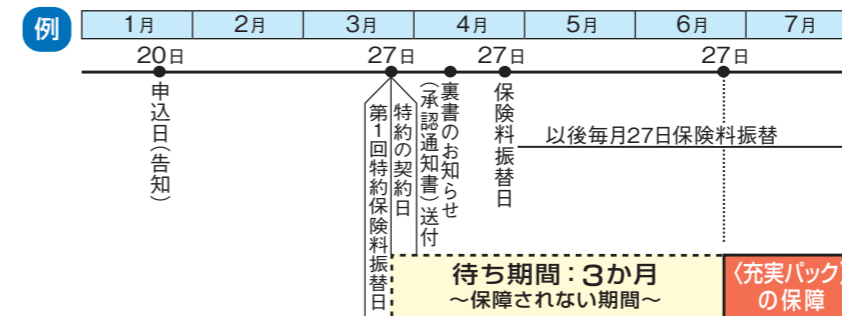 例
1月 2月 3月 4月 5月 6月 7月
20日 27日 27日 27日
申込日（告知）
第1回特約保険料振替日
特約の契約日
裏書のお知らせ
（承認通知書）送付
保険料振替日
以後毎月27日保険料振替
待ち期間：3か月
〜保障されない期間〜
〈充実パック〉
の保障